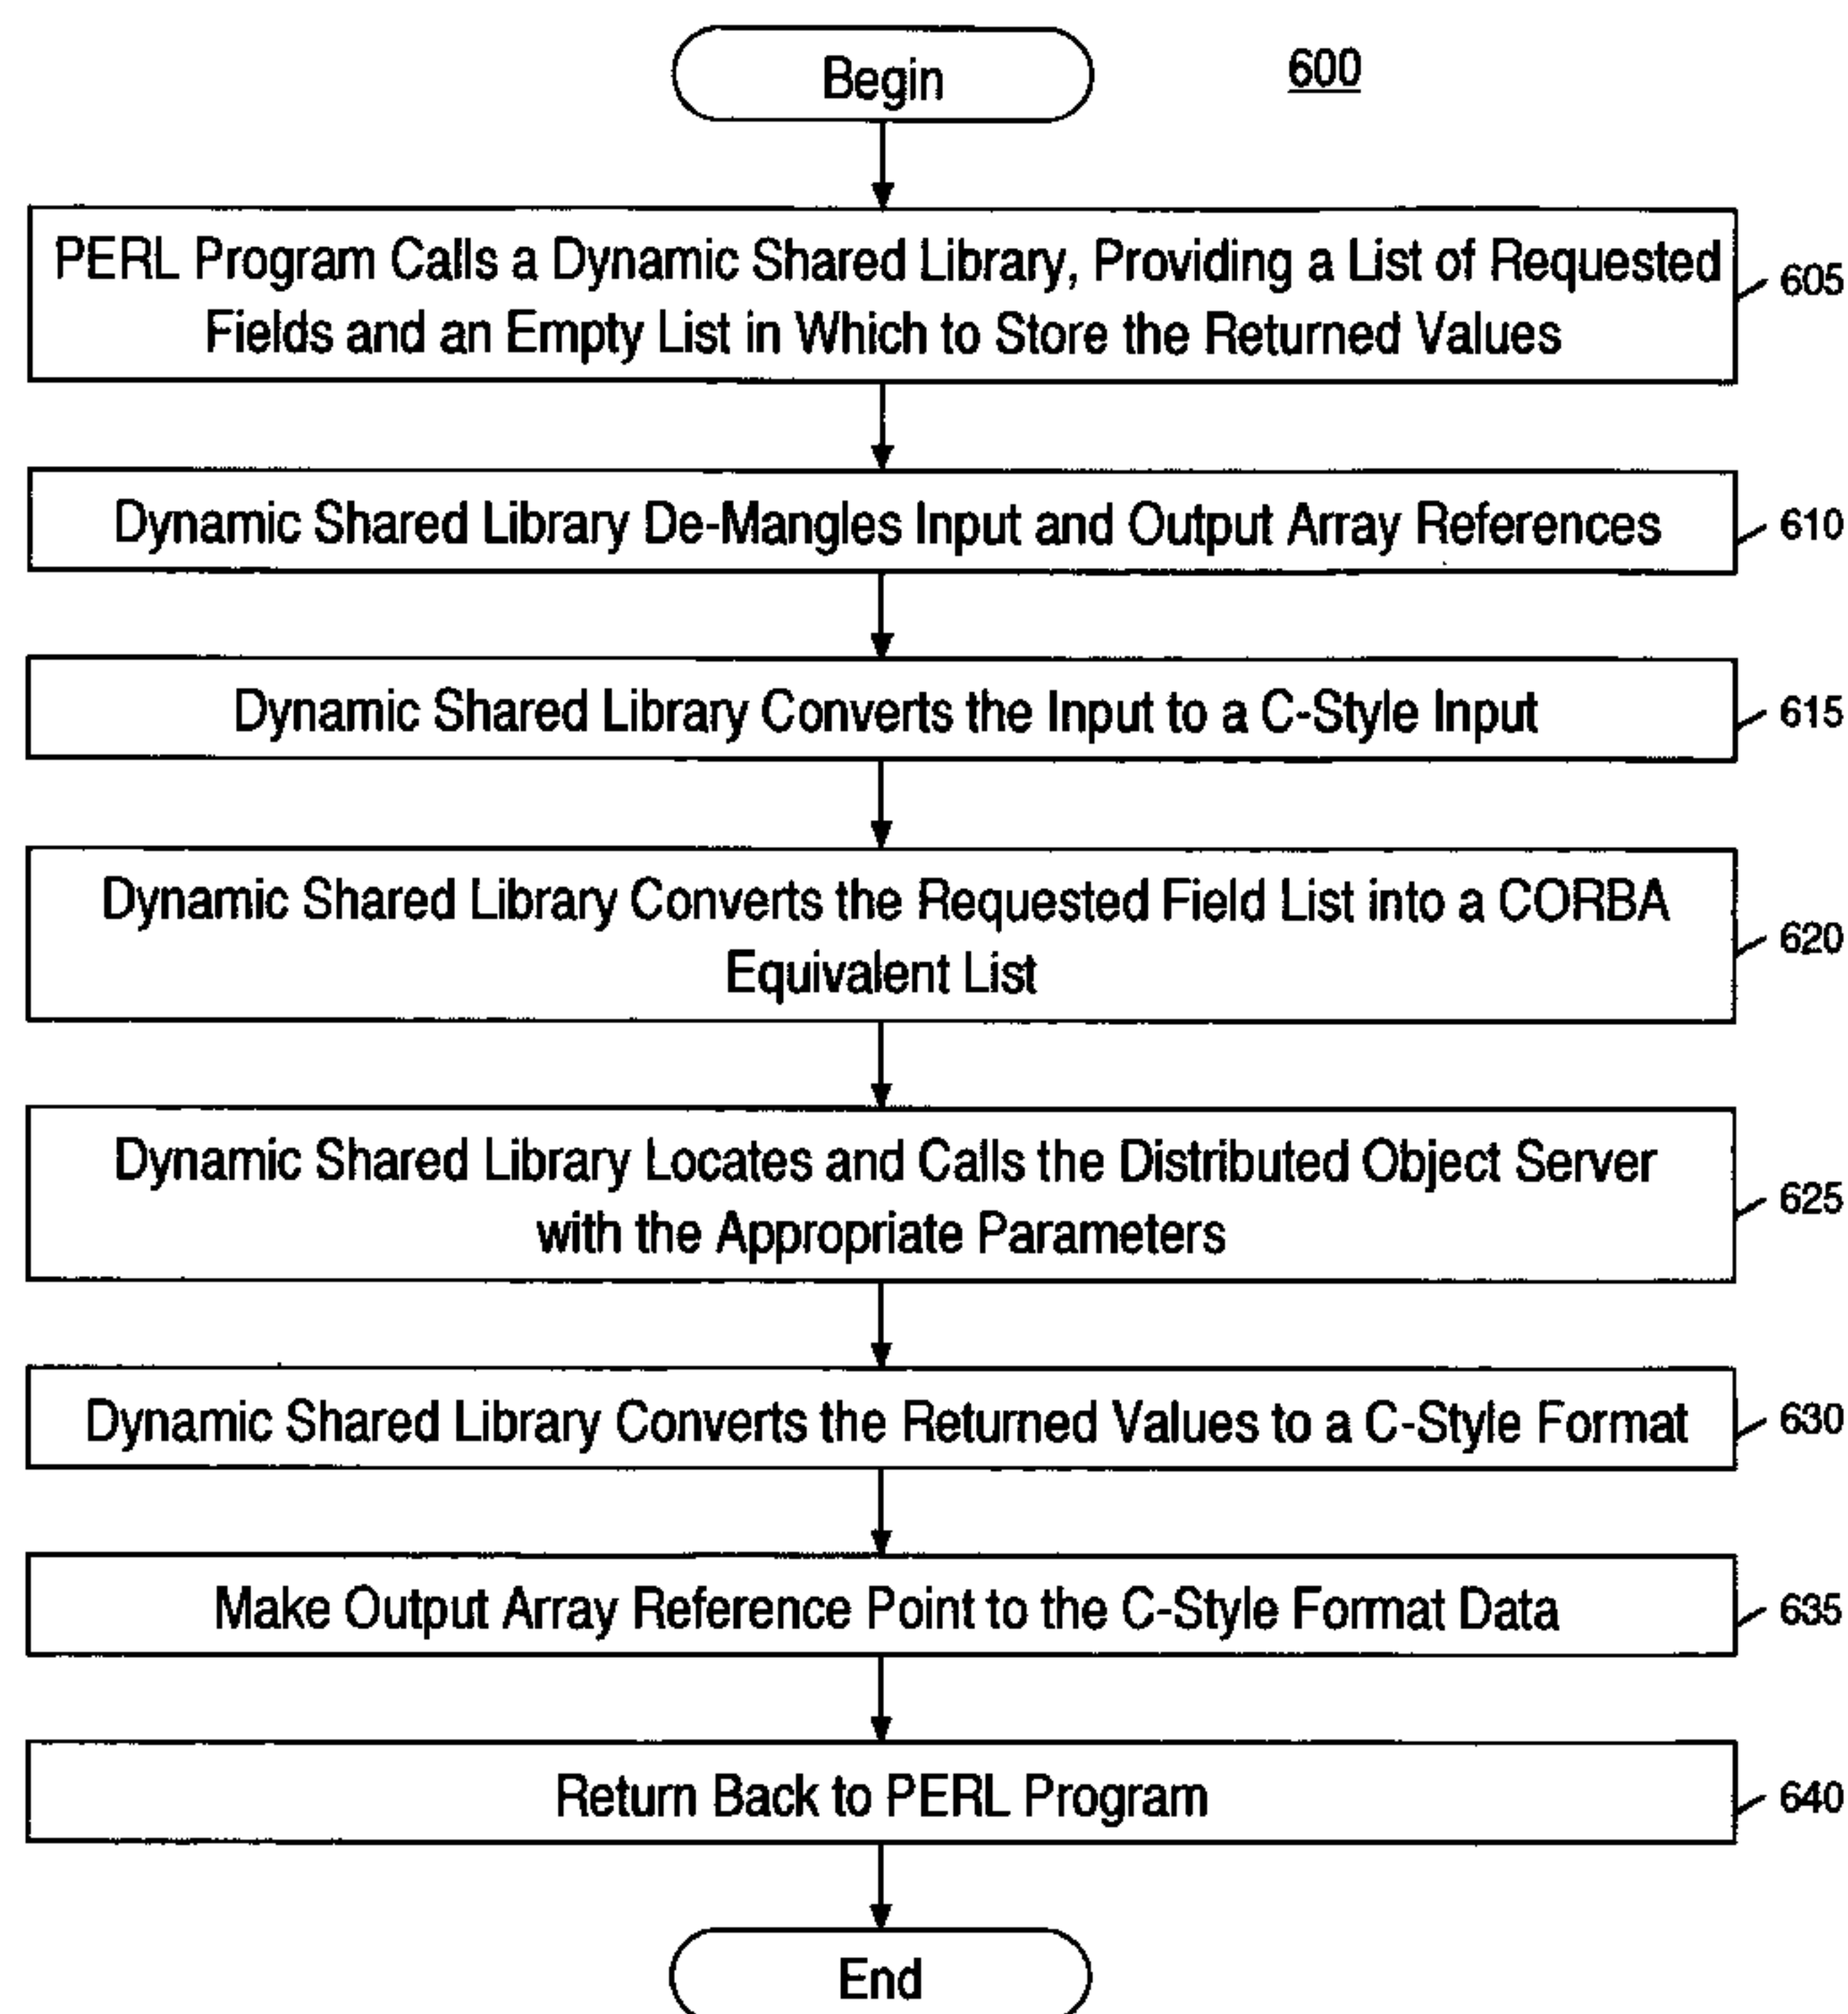 Begin
600
PERL Program Calls a Dynamic Shared Library, Providing a List of Requested
Fields and an Empty List in Which to Store the Returned Values
605
Dynamic Shared Library De-Mangles Input and Output Array References
610
Dynamic Shared Library Converts the Input to a C-Style Input
615
Dynamic Shared Library Converts the Requested Field List into a CORBA
Equivalent List
620
Dynamic Shared Library Locates and Calls the Distributed Object Server
with the Appropriate Parameters
625
Dynamic Shared Library Converts the Returned Values to a C-Style Format
630
Make Output Array Reference Point to the C-Style Format Data
635
Return Back to PERL Program
640
End